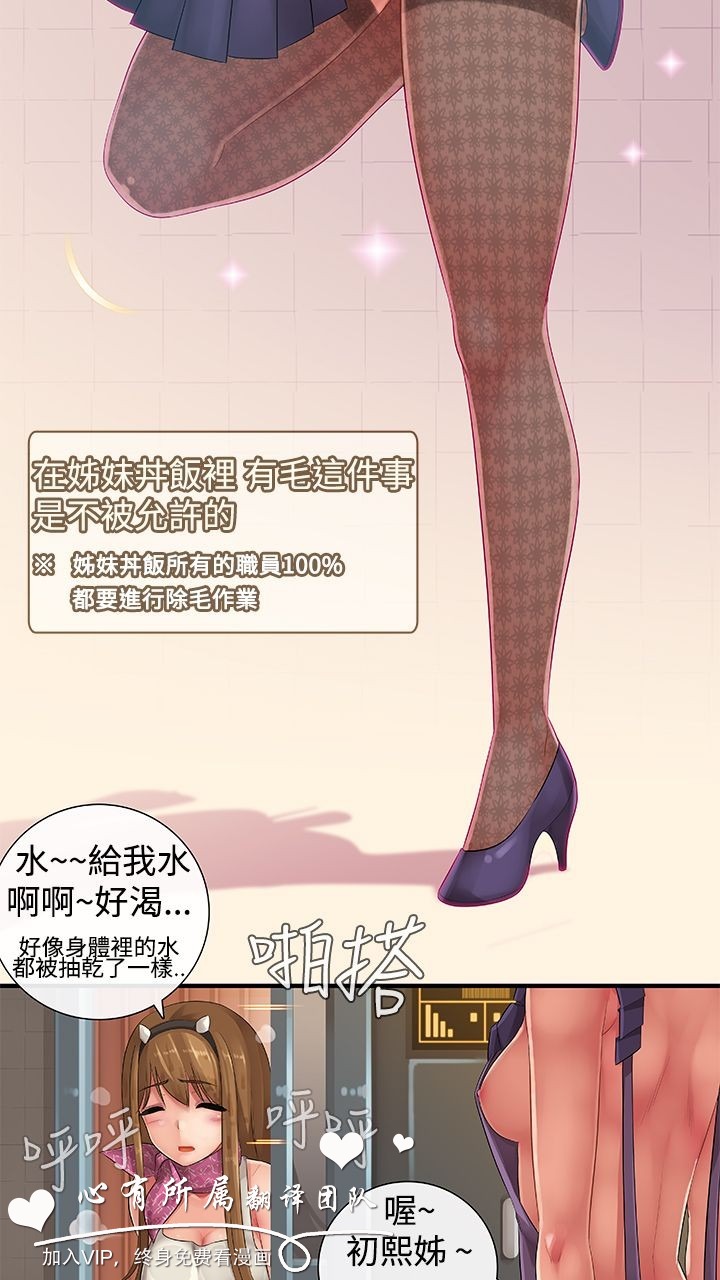 在姊妹丼飯裡 有毛這件事
是不被允許的
※ 姊妹丼飯所有的職員100%
都要進行除毛作業
水~~給我水
啊啊~好渴...
好像身體裡的水
都被抽乾了一樣..
啪搭
呼呼
呼呼
心有所属翻译团队
加入VIP，终身免费看漫画
喔~
初熙姊~